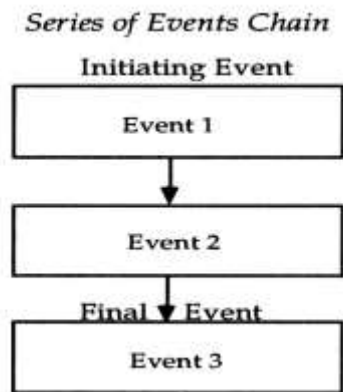 Series of Events Chain
Initiating Event
Event 1
Event 2
Final Event
Event 3